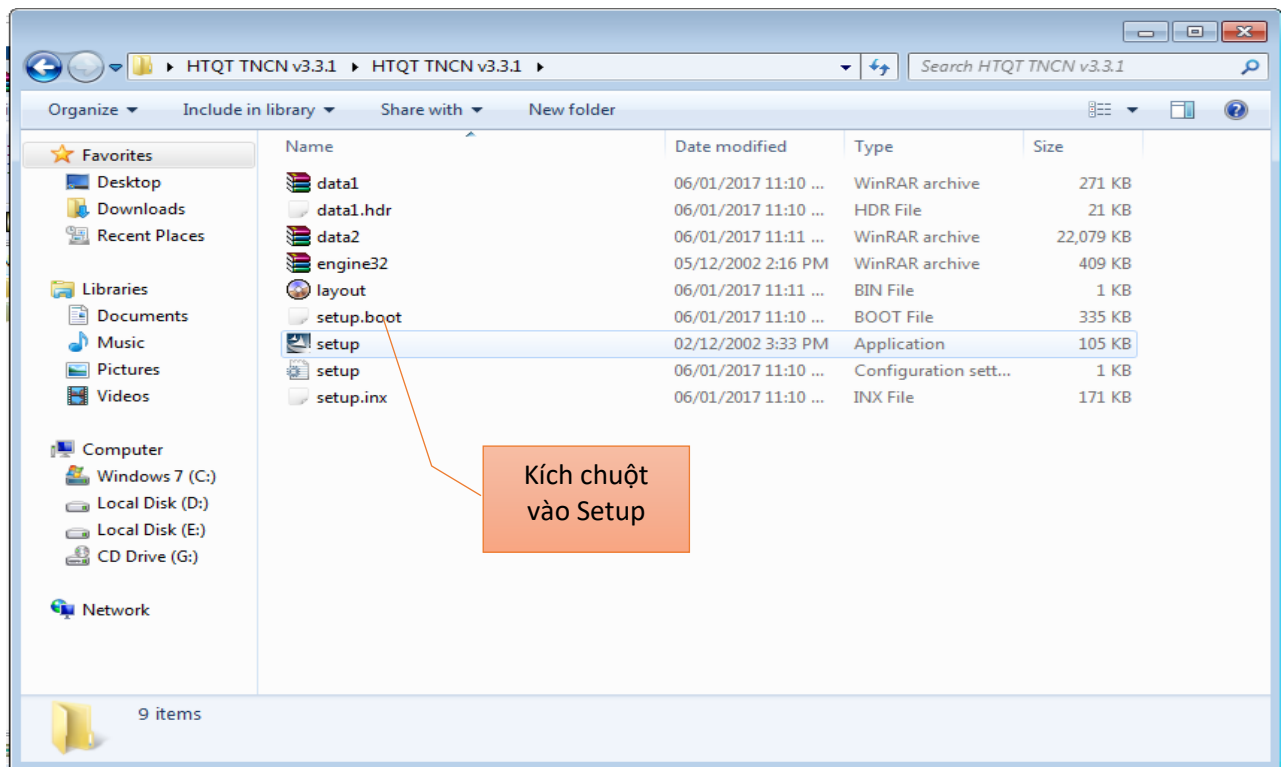 HTQT TNCN v3.3.1 HTQT TNCN v3.3.1 Search HTQT TNCN v3.3.1
Organize Include in library Share with New folder
Favorites
Desktop
Downloads
Recent Places
Libraries
Documents
Music
Pictures
Videos
Computer
Windows 7 (C:)
Local Disk (D:)
Local Disk (E:)
CD Drive (G:)
Network
Name Date modified Type Size
data1 06/01/2017 11:10 ... WinRAR archive 271 KB
data1.hdr 06/01/2017 11:10 ... HDR File 21 KB
data2 06/01/2017 11:11 ... WinRAR archive 22,079 KB
engine32 05/12/2002 2:16 PM WinRAR archive 409 KB
layout 06/01/2017 11:11 ... BIN File 1 KB
setup.boot 06/01/2017 11:10 ... BOOT File 335 KB
setup 02/12/2002 3:33 PM Application 105 KB
setup 06/01/2017 11:10 ... Configuration sett... 1 KB
setup.inx 06/01/2017 11:10 ... INX File 171 KB
Kích chuột
vào Setup
9 items